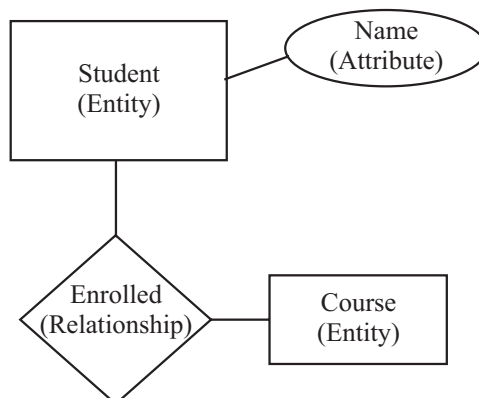 Name
(Attribute)
Student
(Entity)
Enrolled
(Relationship)
Course
(Entity)